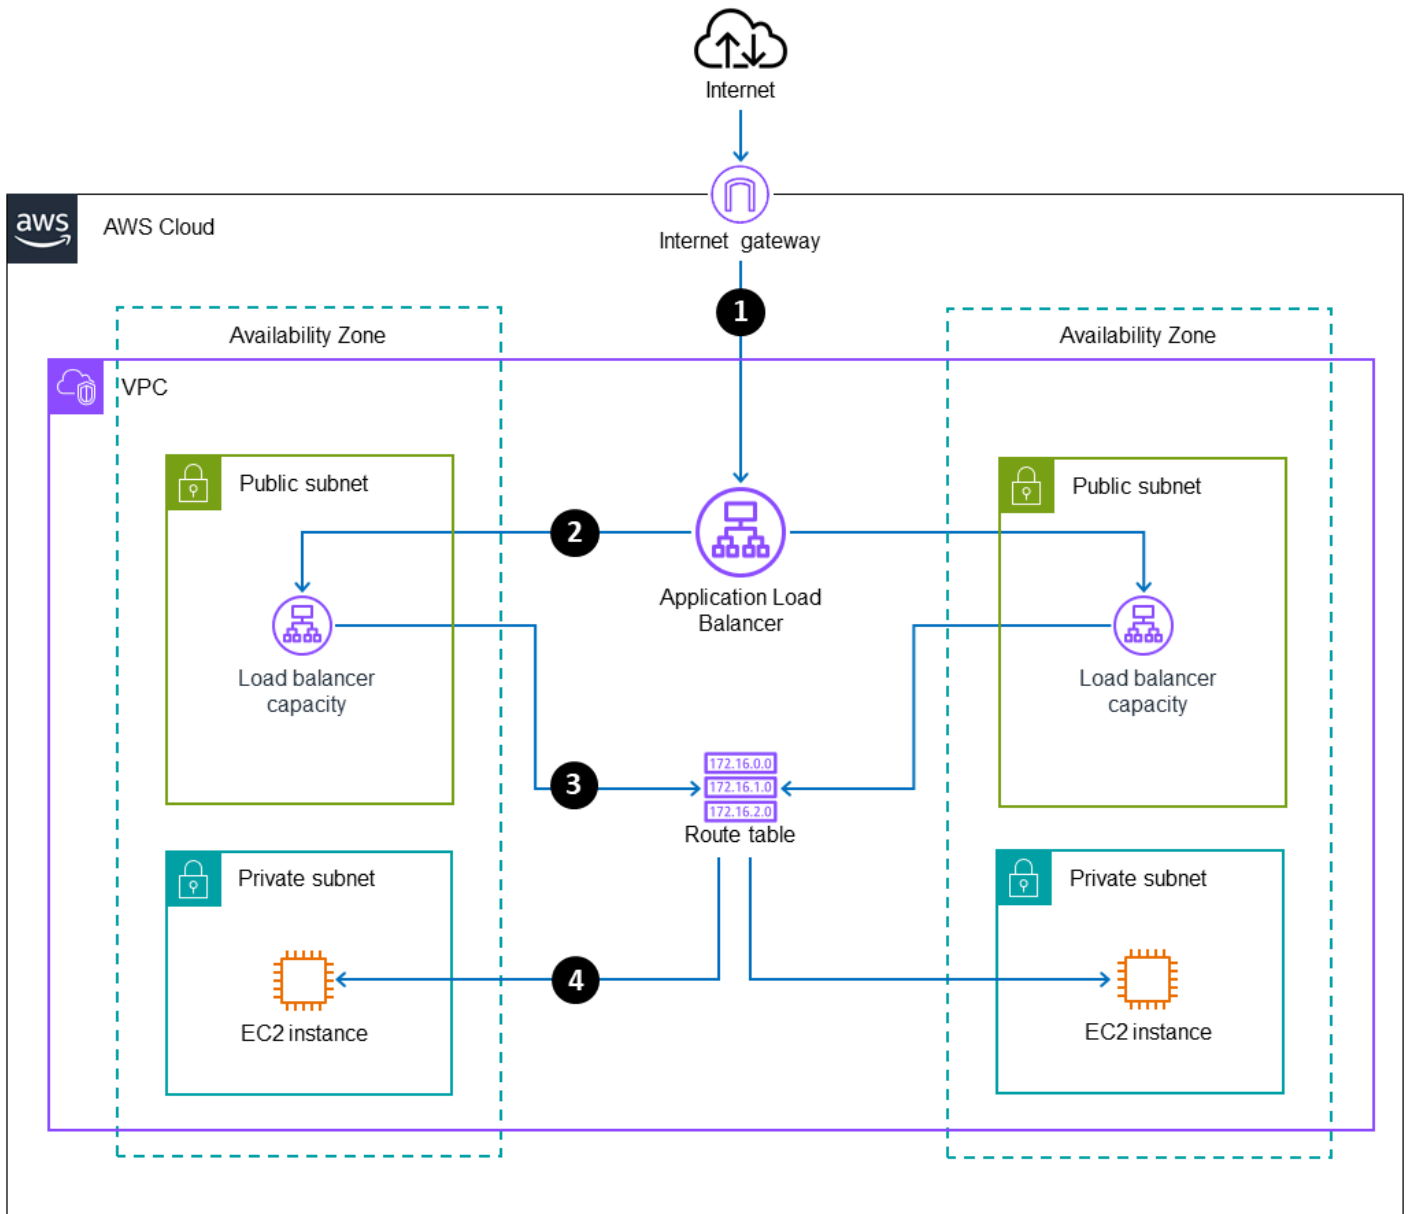 Internet
aws
AWS Cloud
Internet gateway
1
Availability Zone
Availability Zone
VPC
Public subnet
Public subnet
2
Application Load
Balancer
Load balancer
capacity
Load balancer
capacity
172.16.0.0
172.16.1.0
172.16.2.0
3
Route table
Private subnet
Private subnet
4
EC2 instance
EC2 instance